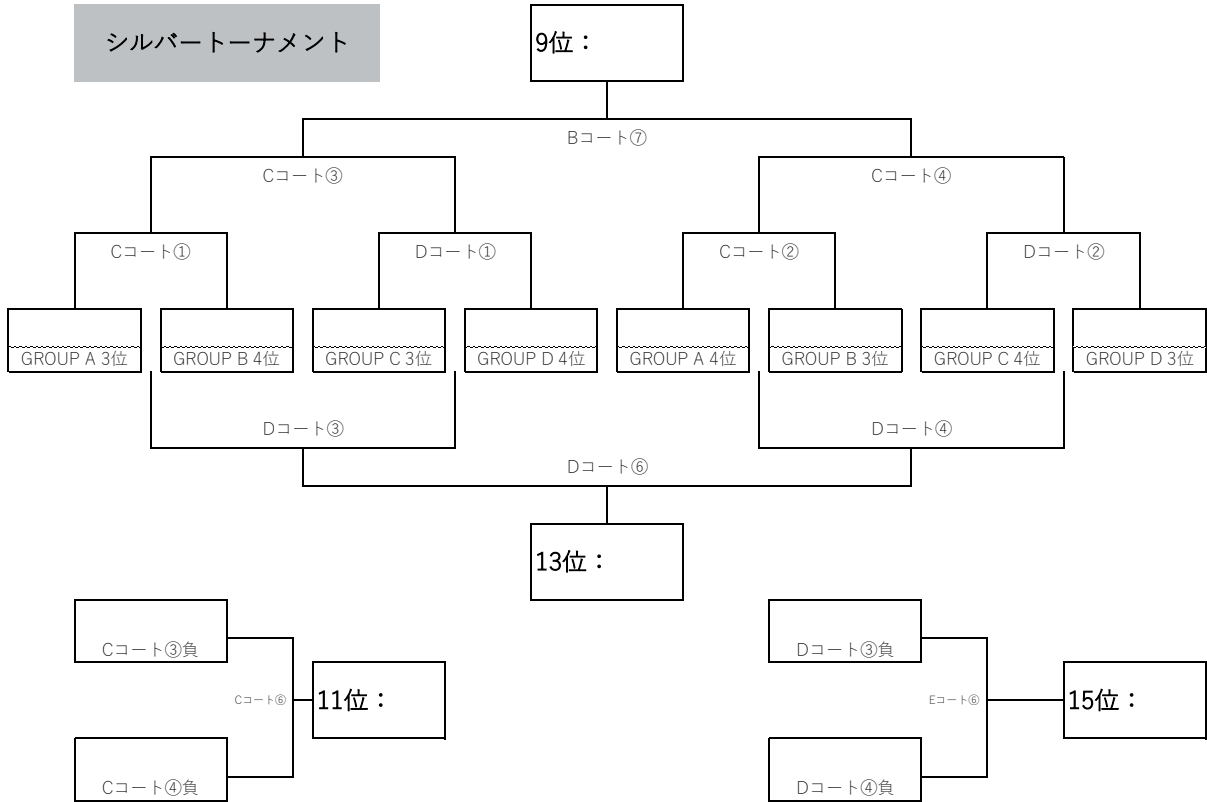 シルバートーナメント
9位：
Bコート⑦
Cコート③
Cコート④
Cコート①
Dコート①
Cコート②
Dコート②
GROUP A 3位
GROUP B 4位
GROUP C 3位
GROUP D 4位
GROUP A 4位
GROUP B 3位
GROUP C 4位
GROUP D 3位
Dコート③
Dコート④
Dコート⑥
13位：
Cコート③負
Dコート③負
Cコート⑥
11位：
Eコート⑥
15位：
Cコート④負
Dコート④負